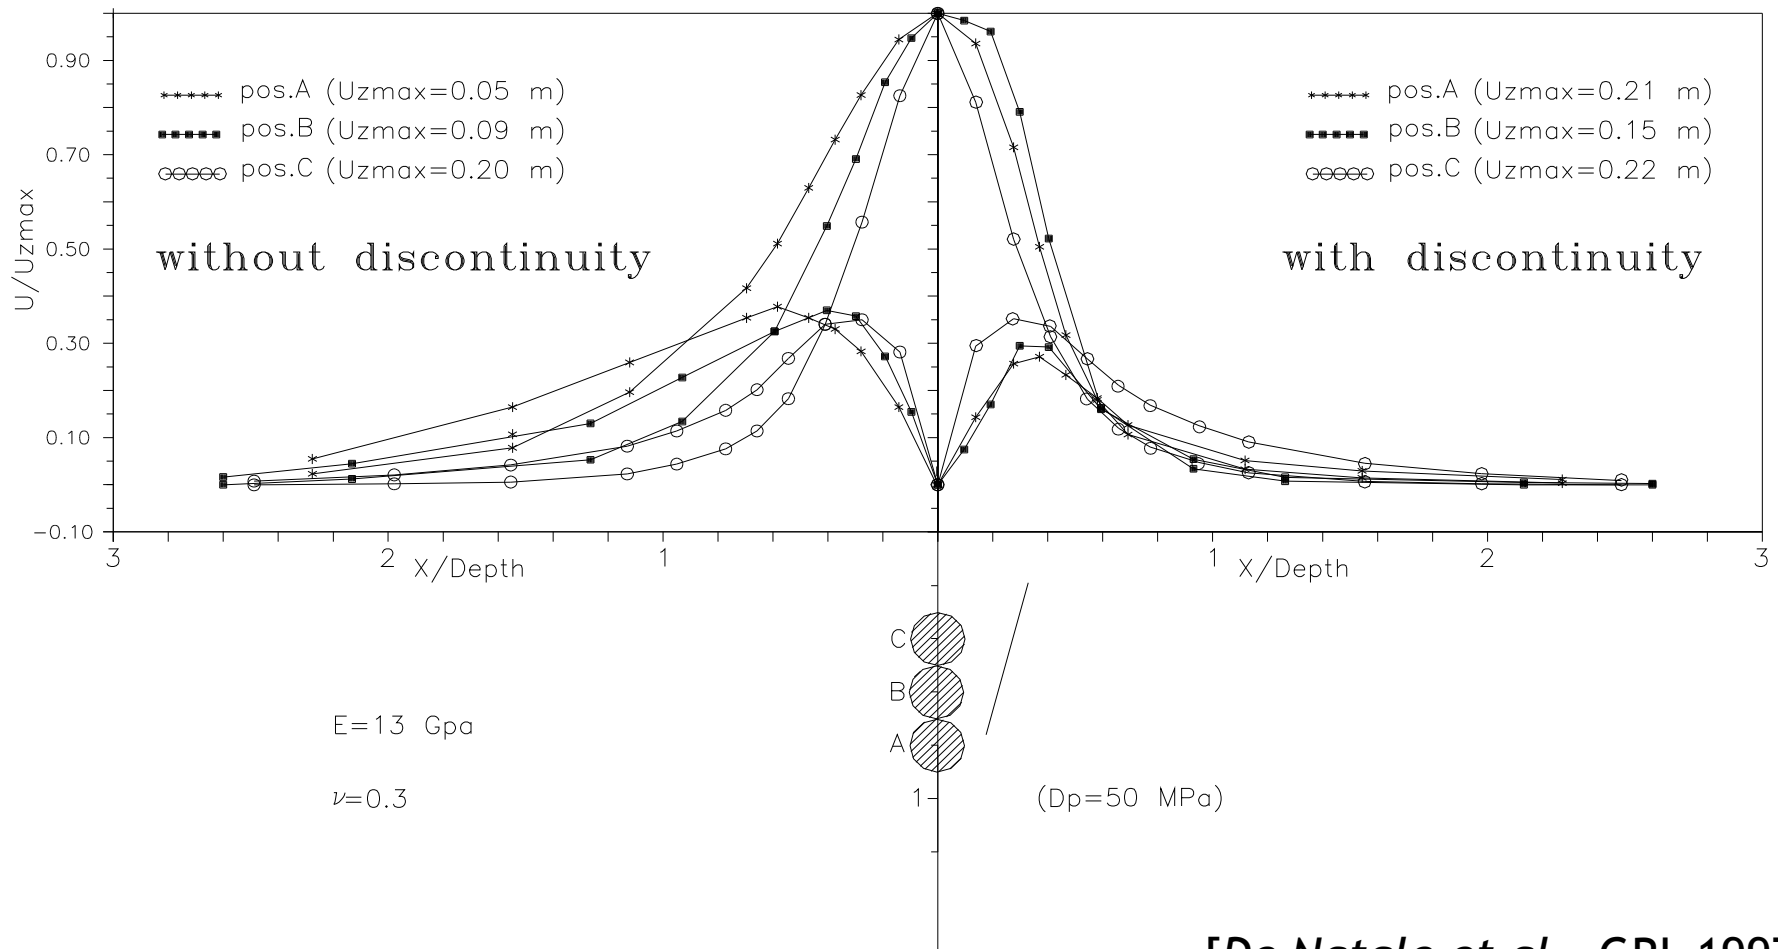 0.90
pos.A (Uzmax=0.05 m)
pos.A (Uzmax=0.21 m)
pos.B (Uzmax=0.09 m)
pos.B (Uzmax=0.15 m)
0.70
pos.C (Uzmax=0.20 m)
pos.C (Uzmax=0.22 m)
U/Uzmax
0.50
without discontinuity
with discontinuity
0.30
0.10
−0.10
3 2 1 1 2 3
X/Depth X/Depth
C
B
A
E=13 Gpa
ν=0.3
1
(Dp=50 MPa)
[De Natale et al., GRL 1997